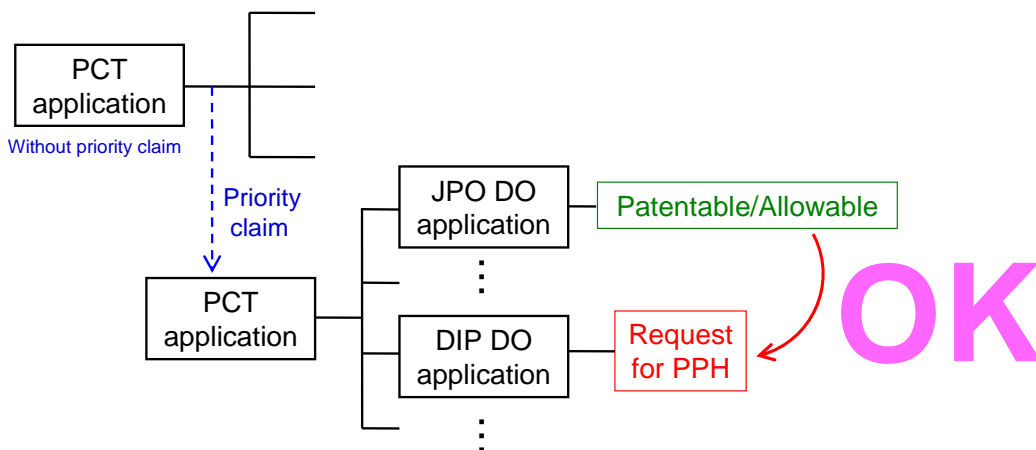 PCT
application
Without priority claim
Priority
claim
JPO DO
application
Patentable/Allowable
PCT
application
DIP DO
application
Request
for PPH
OK